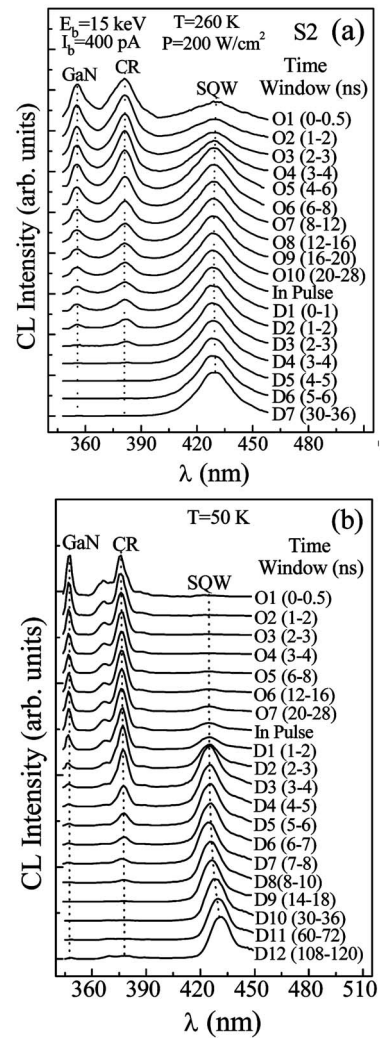 E_b=15 keV T=260 K S2 (a)
I_b=400 pA P=200 W/cm²
GaN CR SQW Time
Window (ns)
O1 (0-0.5)
O2 (1-2)
O3 (2-3)
O4 (3-4)
O5 (4-6)
O6 (6-8)
O7 (8-12)
O8 (12-16)
O9 (16-20)
O10 (20-28)
In Pulse
D1 (0-1)
D2 (1-2)
D3 (2-3)
D4 (3-4)
D5 (4-5)
D6 (5-6)
D7 (30-36)
CL Intensity (arb. units)
360 390 420 450 480
λ (nm)
T=50 K (b)
GaN CR SQW Time
Window (ns)
O1 (0-0.5)
O2 (1-2)
O3 (2-3)
O4 (3-4)
O5 (6-8)
O6 (12-16)
O7 (20-28)
In Pulse
D1 (1-2)
D2 (2-3)
D3 (3-4)
D4 (4-5)
D5 (5-6)
D6 (6-7)
D7 (7-8)
D8(8-10)
D9 (14-18)
D10 (30-36)
D11 (60-72)
D12 (108-120)
CL Intensity (arb. units)
360 390 420 450 480 510
λ (nm)